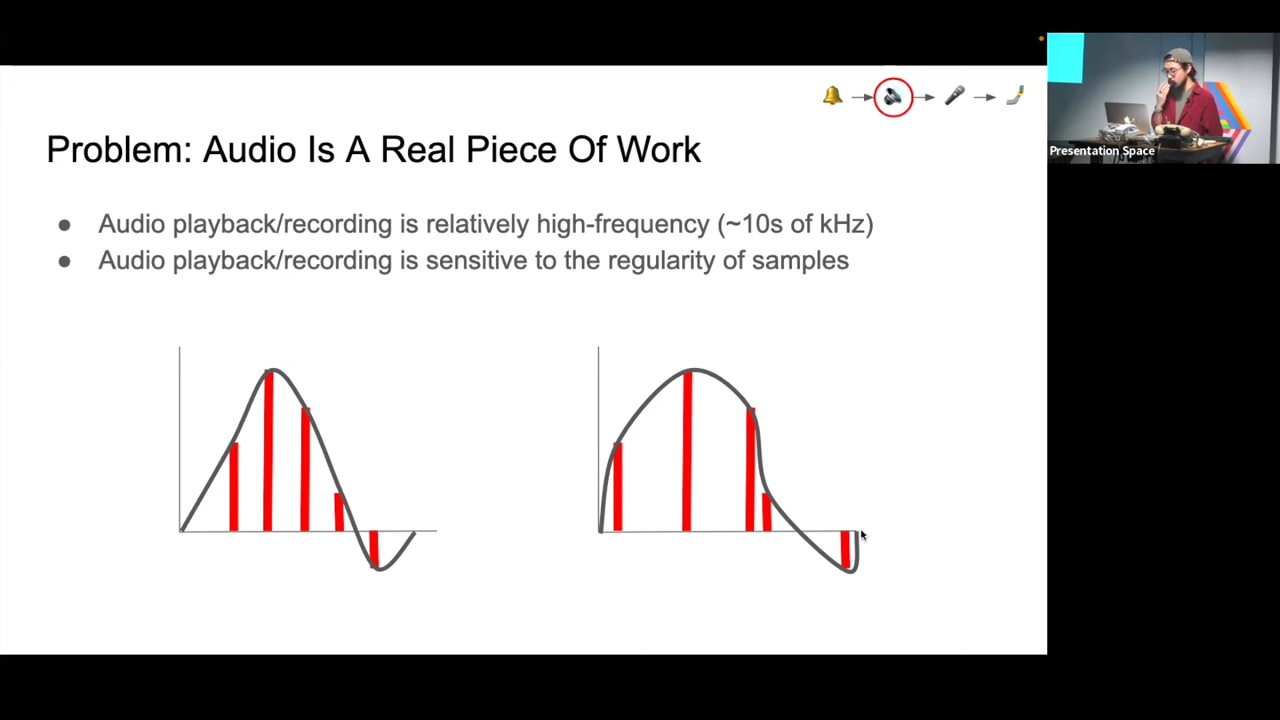 Problem: Audio Is A Real Piece Of Work
● Audio playback/recording is relatively high-frequency (~10s of kHz)
● Audio playback/recording is sensitive to the regularity of samples
Presentation Space